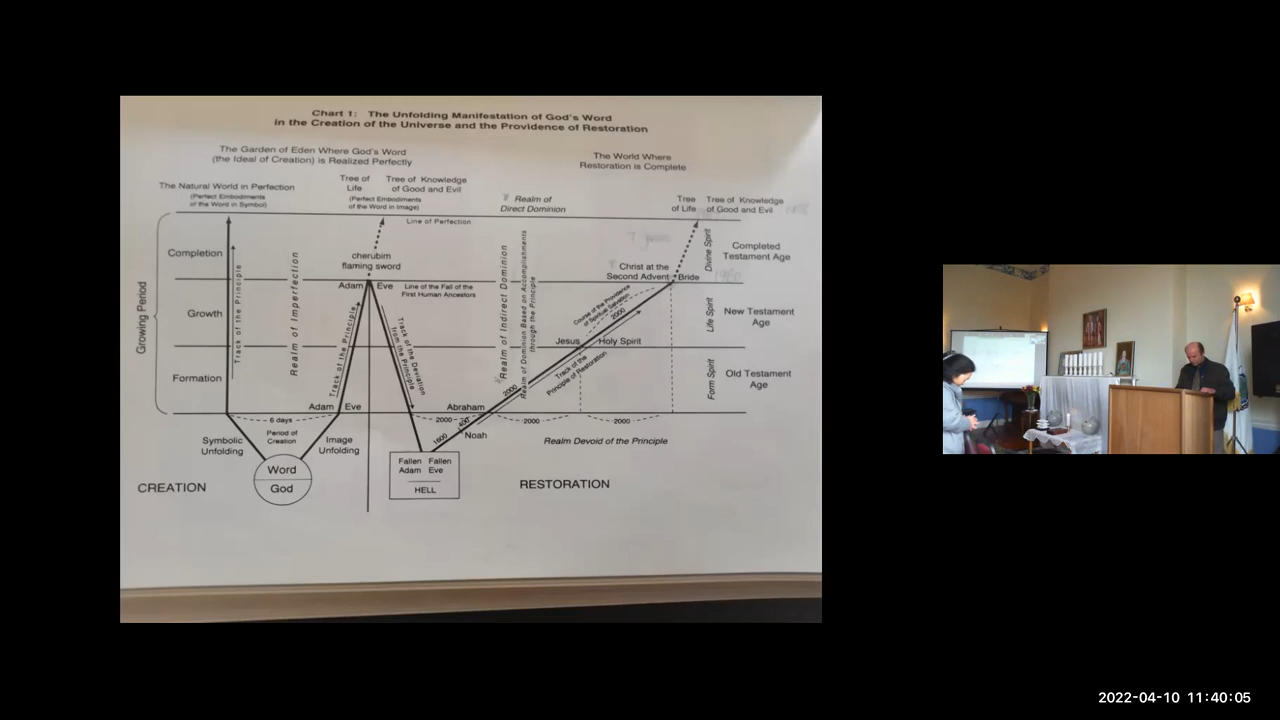 Chart 1: The Unfolding Manifestation of God's Word
in the Creation of the Universe and the Providence of Restoration
The Garden of Eden Where God's Word
(the Ideal of Creation) is Realized Perfectly
The World Where
Restoration is Complete
The Natural World in Perfection
(Perfect Embodiments
of the Word in Symbol)
Tree of
Life
Tree of Knowledge
of Good and Evil
(Perfect Embodiments
of the Word in Image)
Realm of
Direct Dominion
Tree
of Life
Tree of Knowledge
of Good and Evil
Line of Perfection
Growing Period
Completion
Growth
Formation
Track of the Principle
Realm of Imperfection
cherubim
flaming sword
Adam Eve
Line of the Fall of the
First Human Ancestors
Track of the Principle
Track of the Deviation
from the Principle
Realm of Indirect Dominion
Realm of Dominion Based on Accomplishments
through the Principle
7 years
Christ at the
Second Advent
Bride
1960
Course of the Providence
of Spiritual Salvation
2000
Jesus Holy Spirit
Track of the
Principle of Restoration
2000
Divine Spirit
Life Spirit
Form Spirit
Completed
Testament Age
New Testament
Age
Old Testament
Age
Adam Eve
6 days
Period of
Creation
Symbolic
Unfolding
Image
Unfolding
Word
God
Abraham
2000
400
1600
Noah
2000
2000
Realm Devoid of the Principle
Fallen Fallen
Adam Eve
HELL
CREATION
RESTORATION
2022-04-10 11:40:05